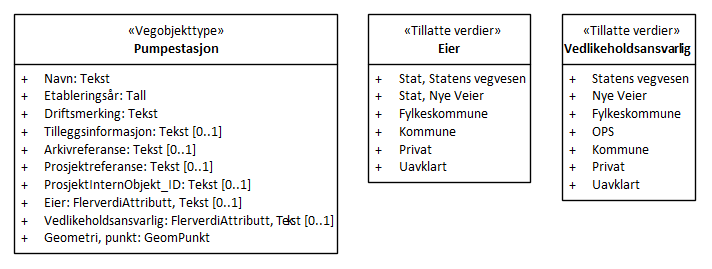 «Vegobjekttype»
Pumpestasjon
+ Navn: Tekst
+ Etableringsår: Tall
+ Driftsmerking: Tekst
+ Tilleggsinformasjon: Tekst [0..1]
+ Arkivreferanse: Tekst [0..1]
+ Prosjektreferanse: Tekst [0..1]
+ ProsjektInternObjekt_ID: Tekst [0..1]
+ Eier: FlerverdiAttributt, Tekst [0..1]
+ Vedlikeholdsansvarlig: FlerverdiAttributt, Tekst [0..1]
+ Geometri, punkt: GeomPunkt
«Tillatte verdier»
Eier
+ Stat, Statens vegvesen
+ Stat, Nye Veier
+ Fylkeskommune
+ Kommune
+ Privat
+ Uavklart
«Tillatte verdier»
Vedlikeholdsansvarlig
+ Statens vegvesen
+ Nye Veier
+ Fylkeskommune
+ OPS
+ Kommune
+ Privat
+ Uavklart